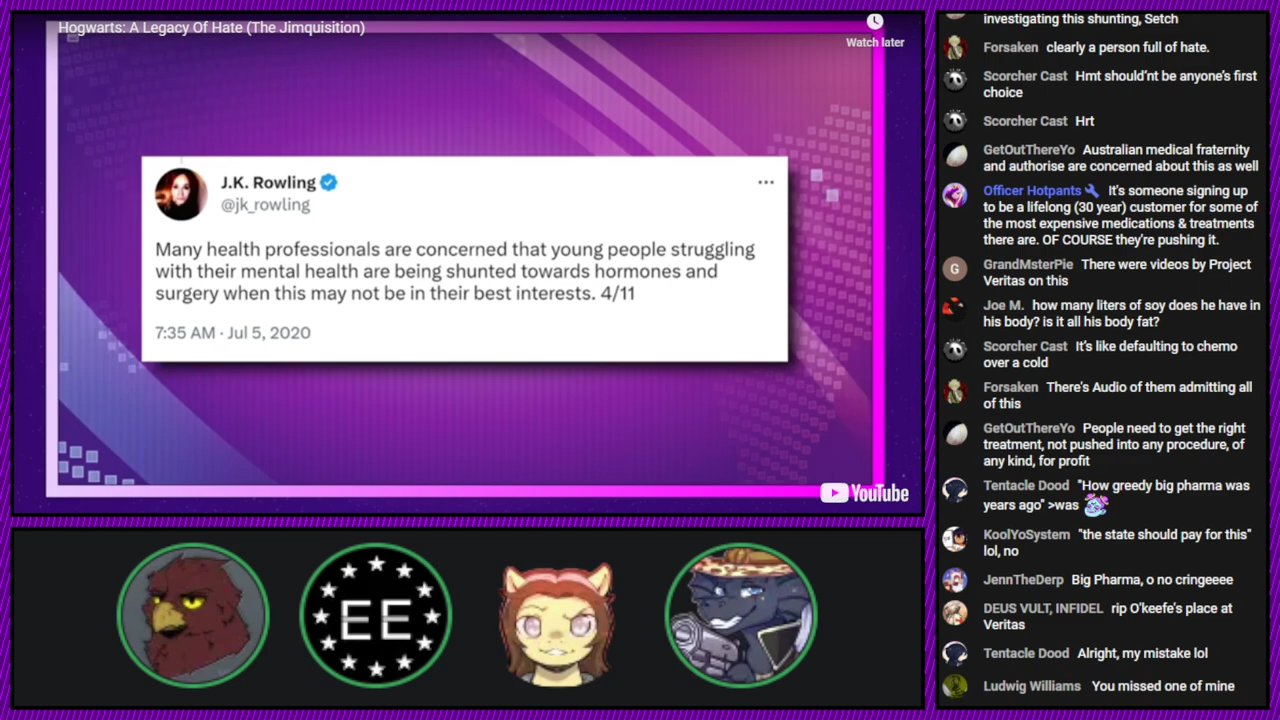 Hogwarts: A Legacy Of Hate (The Jimquisition)
Watch later
J.K. Rowling
@jk_rowling
Many health professionals are concerned that young people struggling
with their mental health are being shunted towards hormones and
surgery when this may not be in their best interests. 4/11
7:35 AM · Jul 5, 2020
YouTube
EE
investigating this shunting, Setch
Forsaken clearly a person full of hate.
Scorcher Cast Hmt should'nt be anyone's first
choice
Scorcher Cast Hrt
GetOutThereYo Australian medical fraternity
and authorise are concerned about this as well
Officer Hotpants It's someone signing up
to be a lifelong (30 year) customer for some of
the most expensive medications & treatments
there are. OF COURSE they're pushing it.
G
GrandMsterPie There were videos by Project
Veritas on this
Joe M. how many liters of soy does he have in
his body? is it all his body fat?
Scorcher Cast It's like defaulting to chemo
over a cold
Forsaken There's Audio of them admitting all
of this
GetOutThereYo People need to get the right
treatment, not pushed into any procedure, of
any kind, for profit
Tentacle Dood "How greedy big pharma was
years ago" >was
KoolYoSystem "the state should pay for this"
lol, no
JennTheDerp Big Pharma, o no cringeeee
DEUS VULT, INFIDEL rip O'keefe's place at
Veritas
Tentacle Dood Alright, my mistake lol
Ludwig Williams You missed one of mine